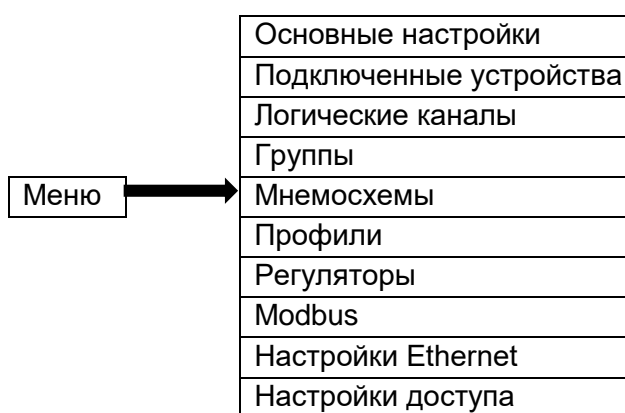 Основные настройки
Подключенные устройства
Логические каналы
Группы
Меню
Мнемосхемы
Профили
Регуляторы
Modbus
Настройки Ethernet
Настройки доступа